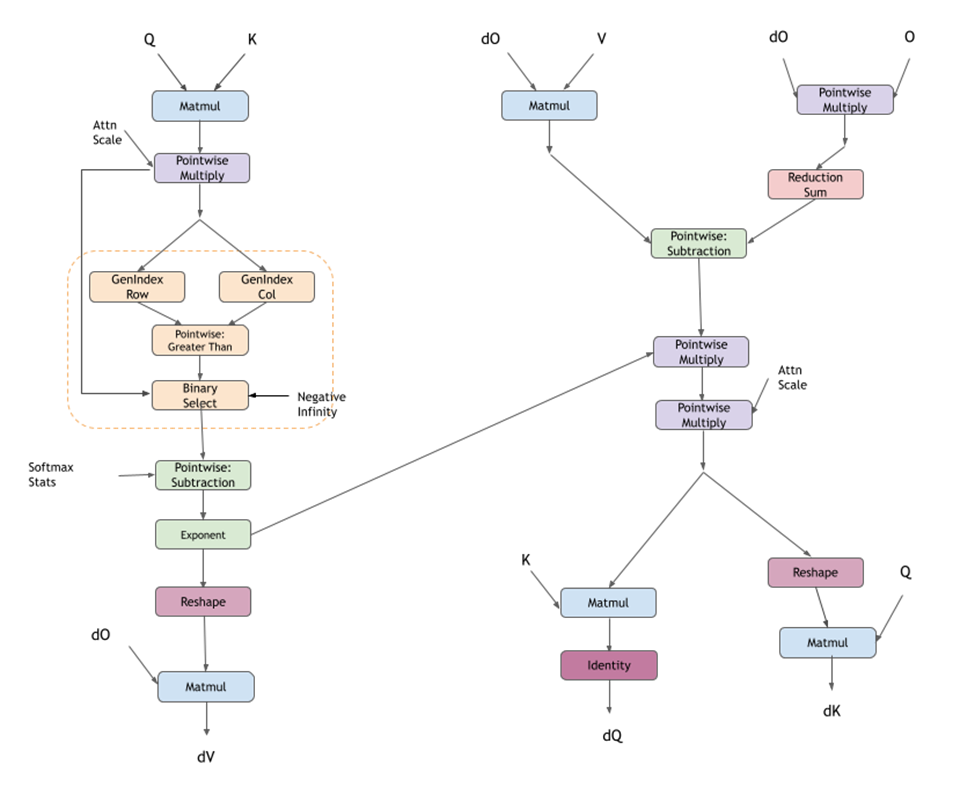 Q
K
Matmul
Attn
Scale
Pointwise
Multiply
GenIndex
Row
GenIndex
Col
Pointwise:
Greater Than
Binary
Select
Negative
Infinity
Softmax
Stats
Pointwise:
Subtraction
Exponent
Reshape
dO
Matmul
dV
dO
V
Matmul
dO
O
Pointwise
Multiply
Reduction
Sum
Pointwise:
Subtraction
Pointwise
Multiply
Attn
Scale
Pointwise
Multiply
K
Matmul
Identity
dQ
Reshape
Q
Matmul
dK